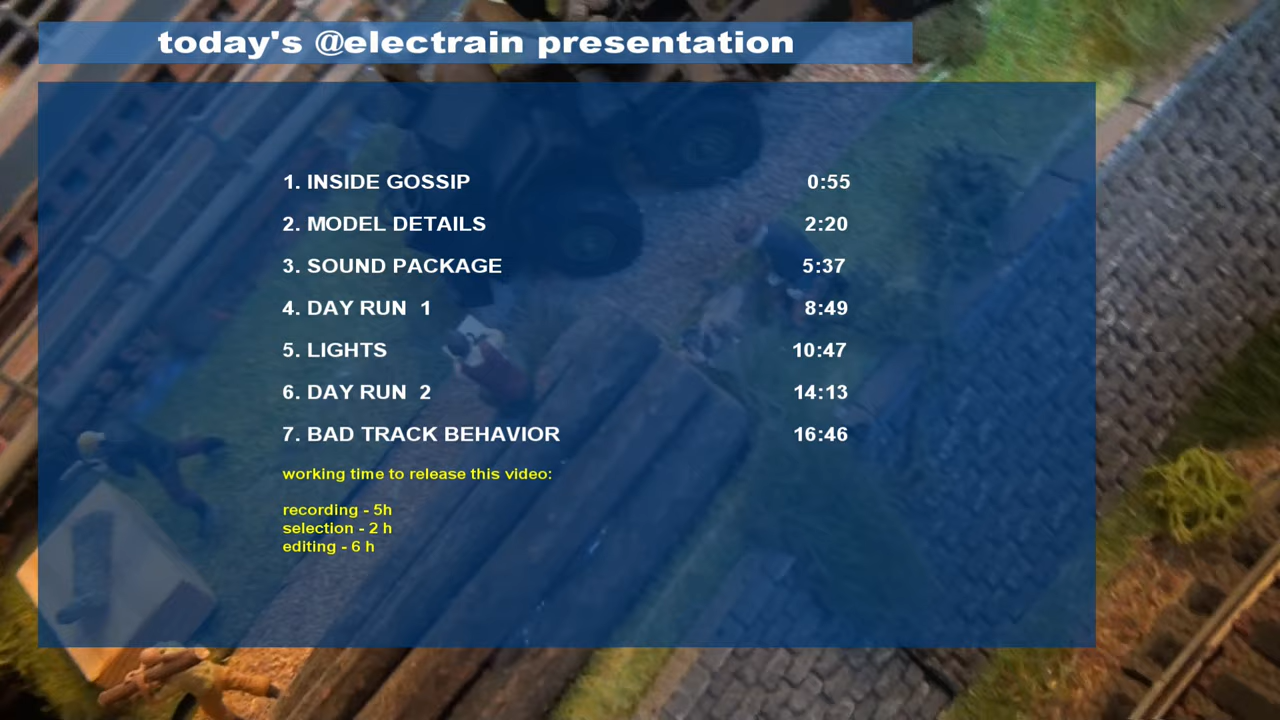 today's @electrain presentation
1. INSIDE GOSSIP 0:55
2. MODEL DETAILS 2:20
3. SOUND PACKAGE 5:37
4. DAY RUN 1 8:49
5. LIGHTS 10:47
6. DAY RUN 2 14:13
7. BAD TRACK BEHAVIOR 16:46
working time to release this video:
recording - 5h
selection - 2 h
editing - 6 h